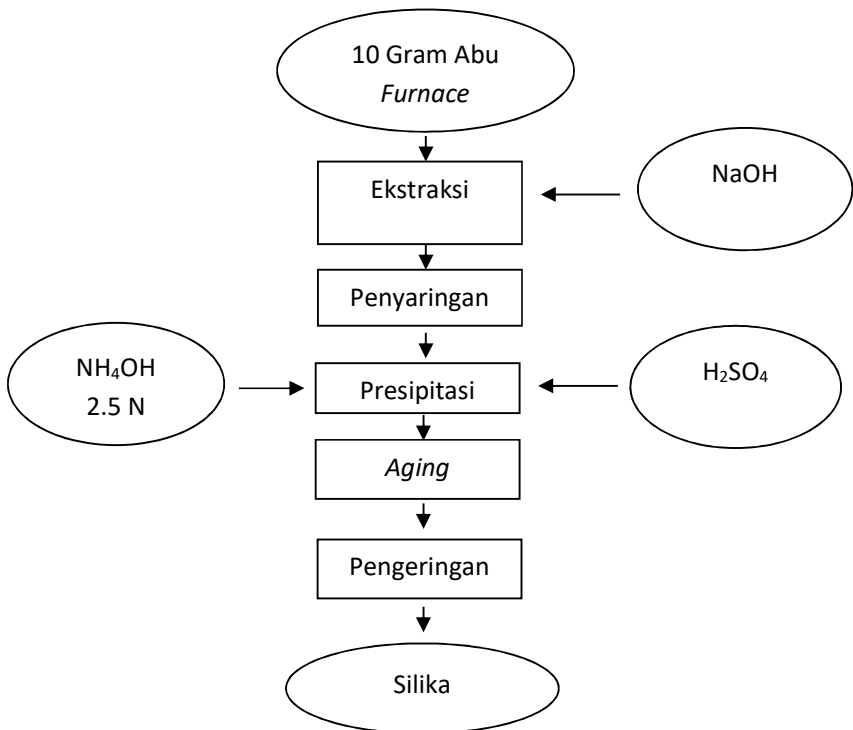 10 Gram Abu
Furnace
Ekstraksi
NaOH
Penyaringan
NH₄OH
2.5 N
Presipitasi
H₂SO₄
Aging
Pengeringan
Silika